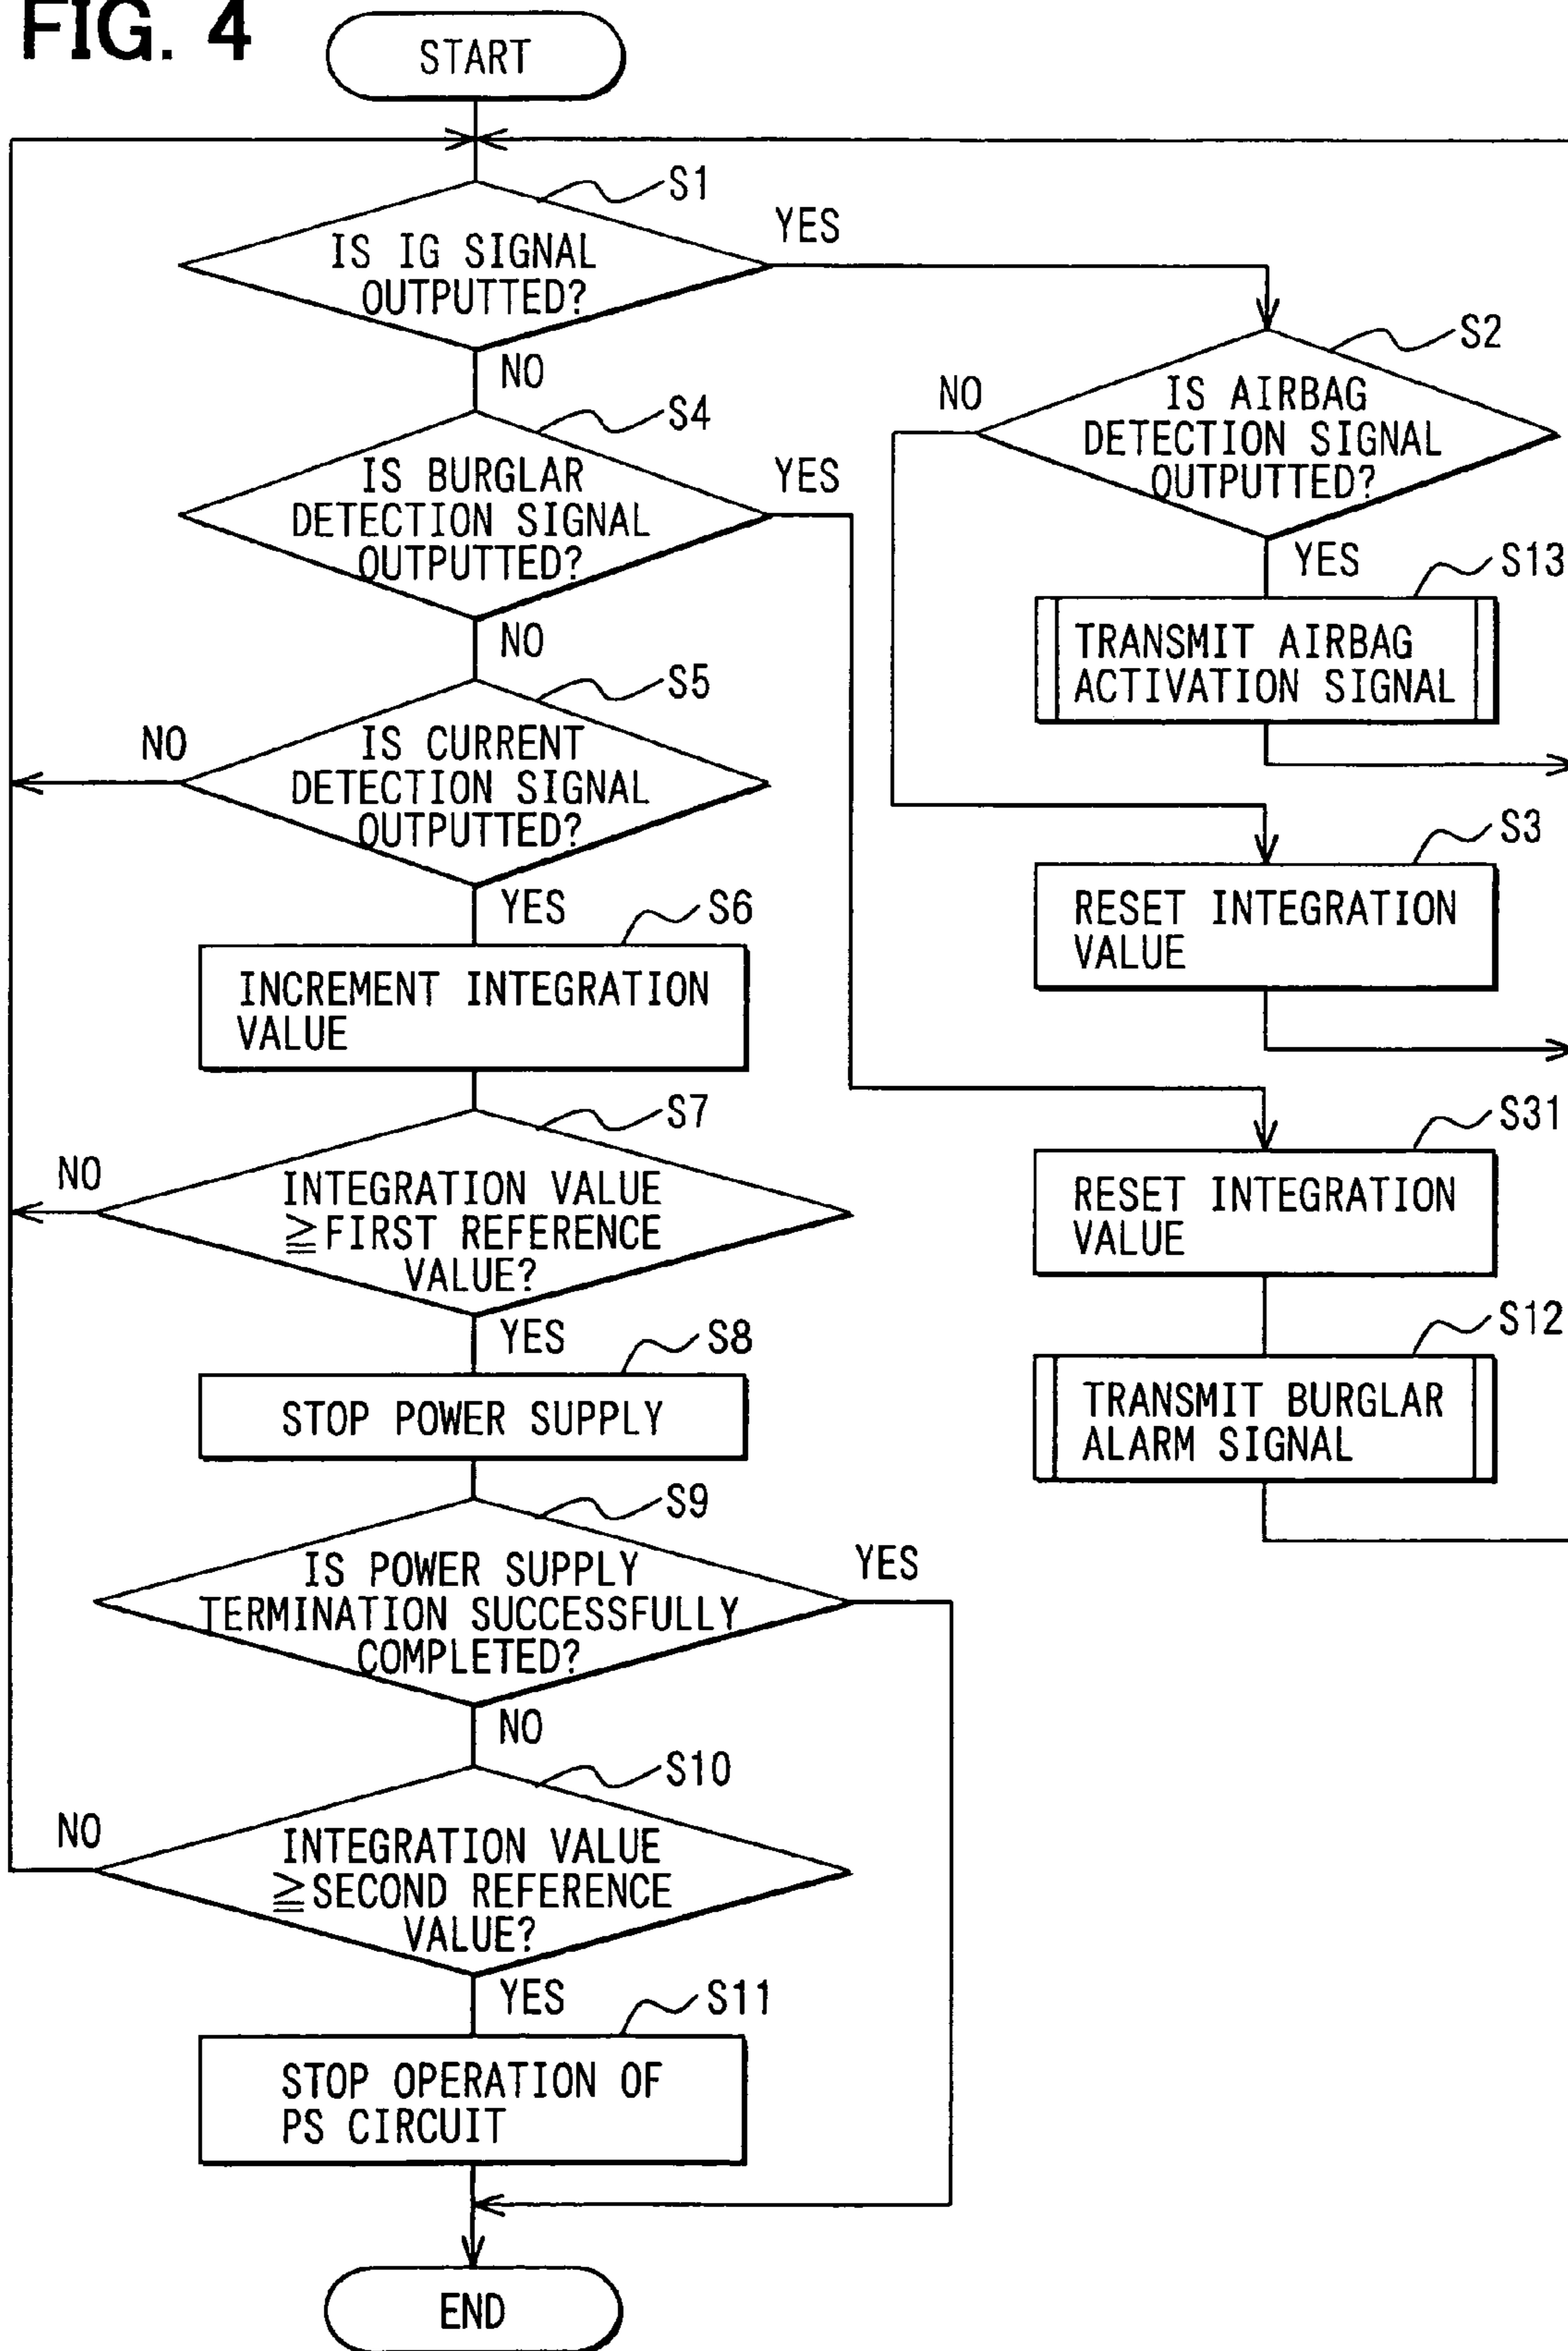 FIG. 4
START
S1
IS IG SIGNAL
OUTPUTTED?
YES
NO
S2
IS AIRBAG
DETECTION SIGNAL
OUTPUTTED?
NO
YES
S4
IS BURGLAR
DETECTION SIGNAL
OUTPUTTED?
YES
NO
S13
TRANSMIT AIRBAG
ACTIVATION SIGNAL
S5
IS CURRENT
DETECTION SIGNAL
OUTPUTTED?
NO
YES
S3
RESET INTEGRATION
VALUE
S6
INCREMENT INTEGRATION
VALUE
S7
INTEGRATION VALUE
≧FIRST REFERENCE
VALUE?
NO
YES
S31
RESET INTEGRATION
VALUE
S12
TRANSMIT BURGLAR
ALARM SIGNAL
S8
STOP POWER SUPPLY
S9
IS POWER SUPPLY
TERMINATION SUCCESSFULLY
COMPLETED?
YES
NO
S10
INTEGRATION VALUE
≧SECOND REFERENCE
VALUE?
NO
YES
S11
STOP OPERATION OF
PS CIRCUIT
END